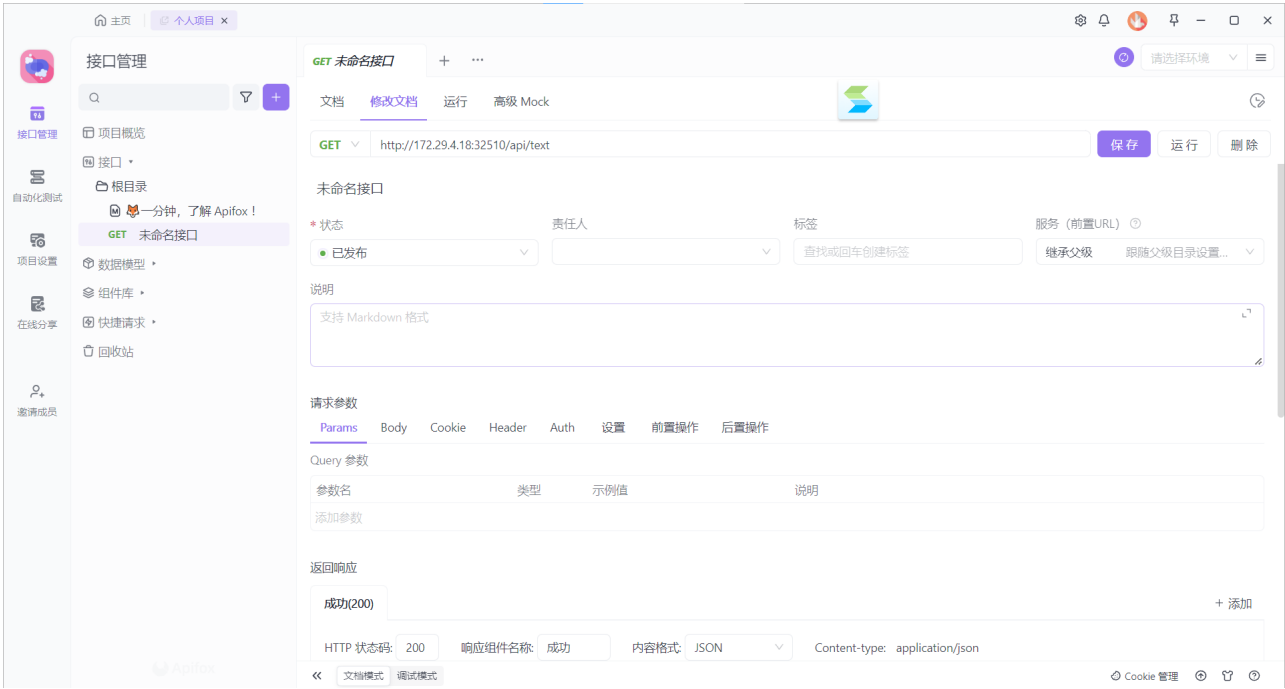 主页
个人项目
接口管理
GET 未命名接口
请选择环境
接口管理
自动化测试
项目设置
在线分享
邀请成员
项目概览
接口
根目录
一分钟，了解 Apifox！
GET 未命名接口
数据模型
组件库
快捷请求
回收站
Apifox
文档 修改文档 运行 高级 Mock
GET http://172.29.4.18:32510/api/text 保存 运行 删除
未命名接口
* 状态 责任人 标签 服务（前置URL）
已发布 查找或回车创建标签 继承父级 跟随父级目录设置...
说明
支持 Markdown 格式
请求参数
Params Body Cookie Header Auth 设置 前置操作 后置操作
Query 参数
参数名 类型 示例值 说明
添加参数
返回响应
成功(200) + 添加
HTTP 状态码: 200 响应组件名称: 成功 内容格式: JSON Content-type: application/json
文档模式 调试模式 Cookie 管理